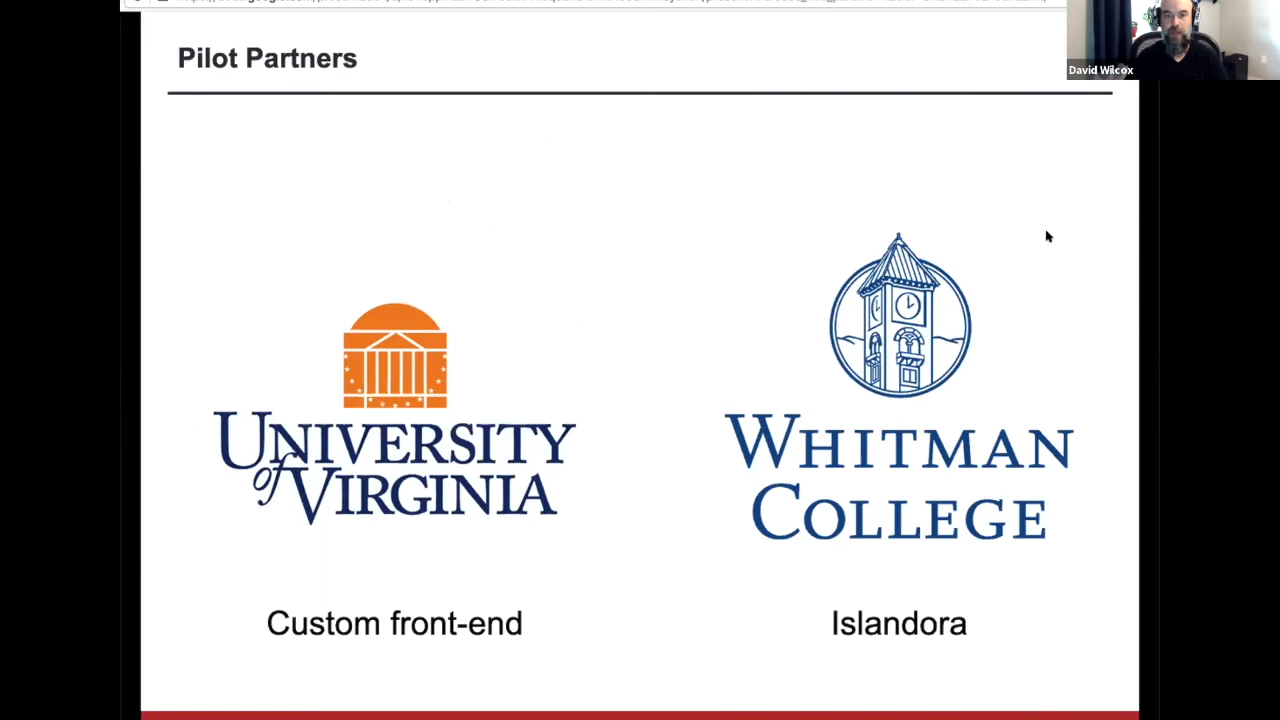 Pilot Partners
David Wilcox
UNIVERSITY
of VIRGINIA
WHITMAN
COLLEGE
Custom front-end
Islandora